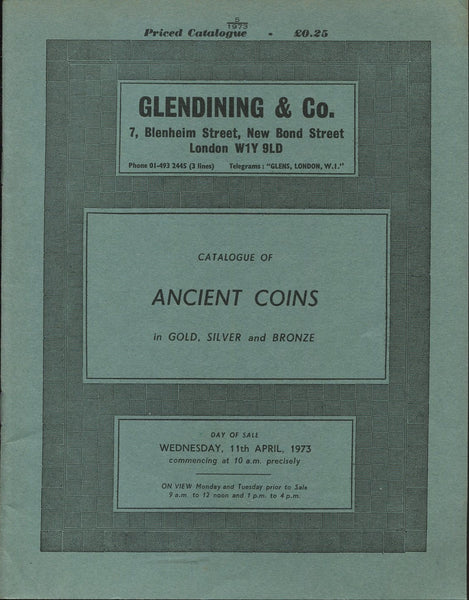 5
1973
Priced Catalogue - £0.25
GLENDINING & Co.
7, Blenheim Street, New Bond Street
London W1Y 9LD
Phone 01-493 2445 (3 lines) Telegrams: "GLENS, LONDON, W.1."
CATALOGUE OF
ANCIENT COINS
in GOLD, SILVER and BRONZE
DAY OF SALE
WEDNESDAY, 11th APRIL, 1973
commencing at 10 a.m. precisely
ON VIEW Monday and Tuesday prior to Sale
9 a.m. to 12 noon and 1 p.m. to 4 p.m.